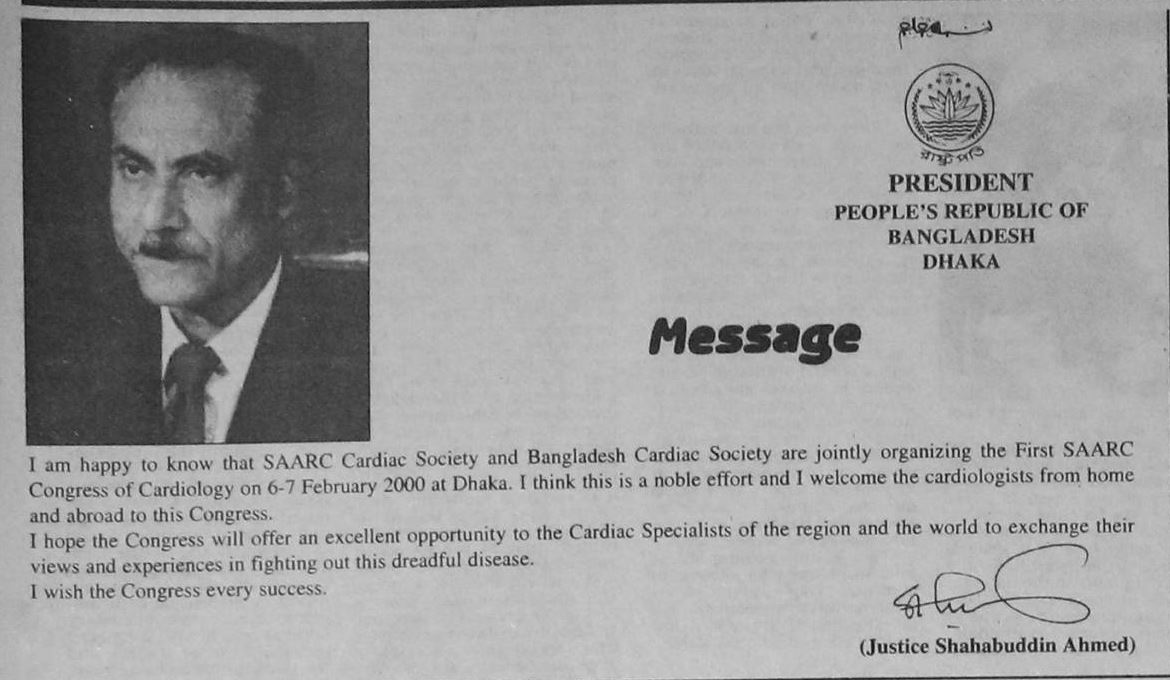 রাষ্ট্রপতি
PRESIDENT
PEOPLE'S REPUBLIC OF
BANGLADESH
DHAKA
Message
I am happy to know that SAARC Cardiac Society and Bangladesh Cardiac Society are jointly organizing the First SAARC
Congress of Cardiology on 6-7 February 2000 at Dhaka. I think this is a noble effort and I welcome the cardiologists from home
and abroad to this Congress.
I hope the Congress will offer an excellent opportunity to the Cardiac Specialists of the region and the world to exchange their
views and experiences in fighting out this dreadful disease.
I wish the Congress every success.
(Justice Shahabuddin Ahmed)